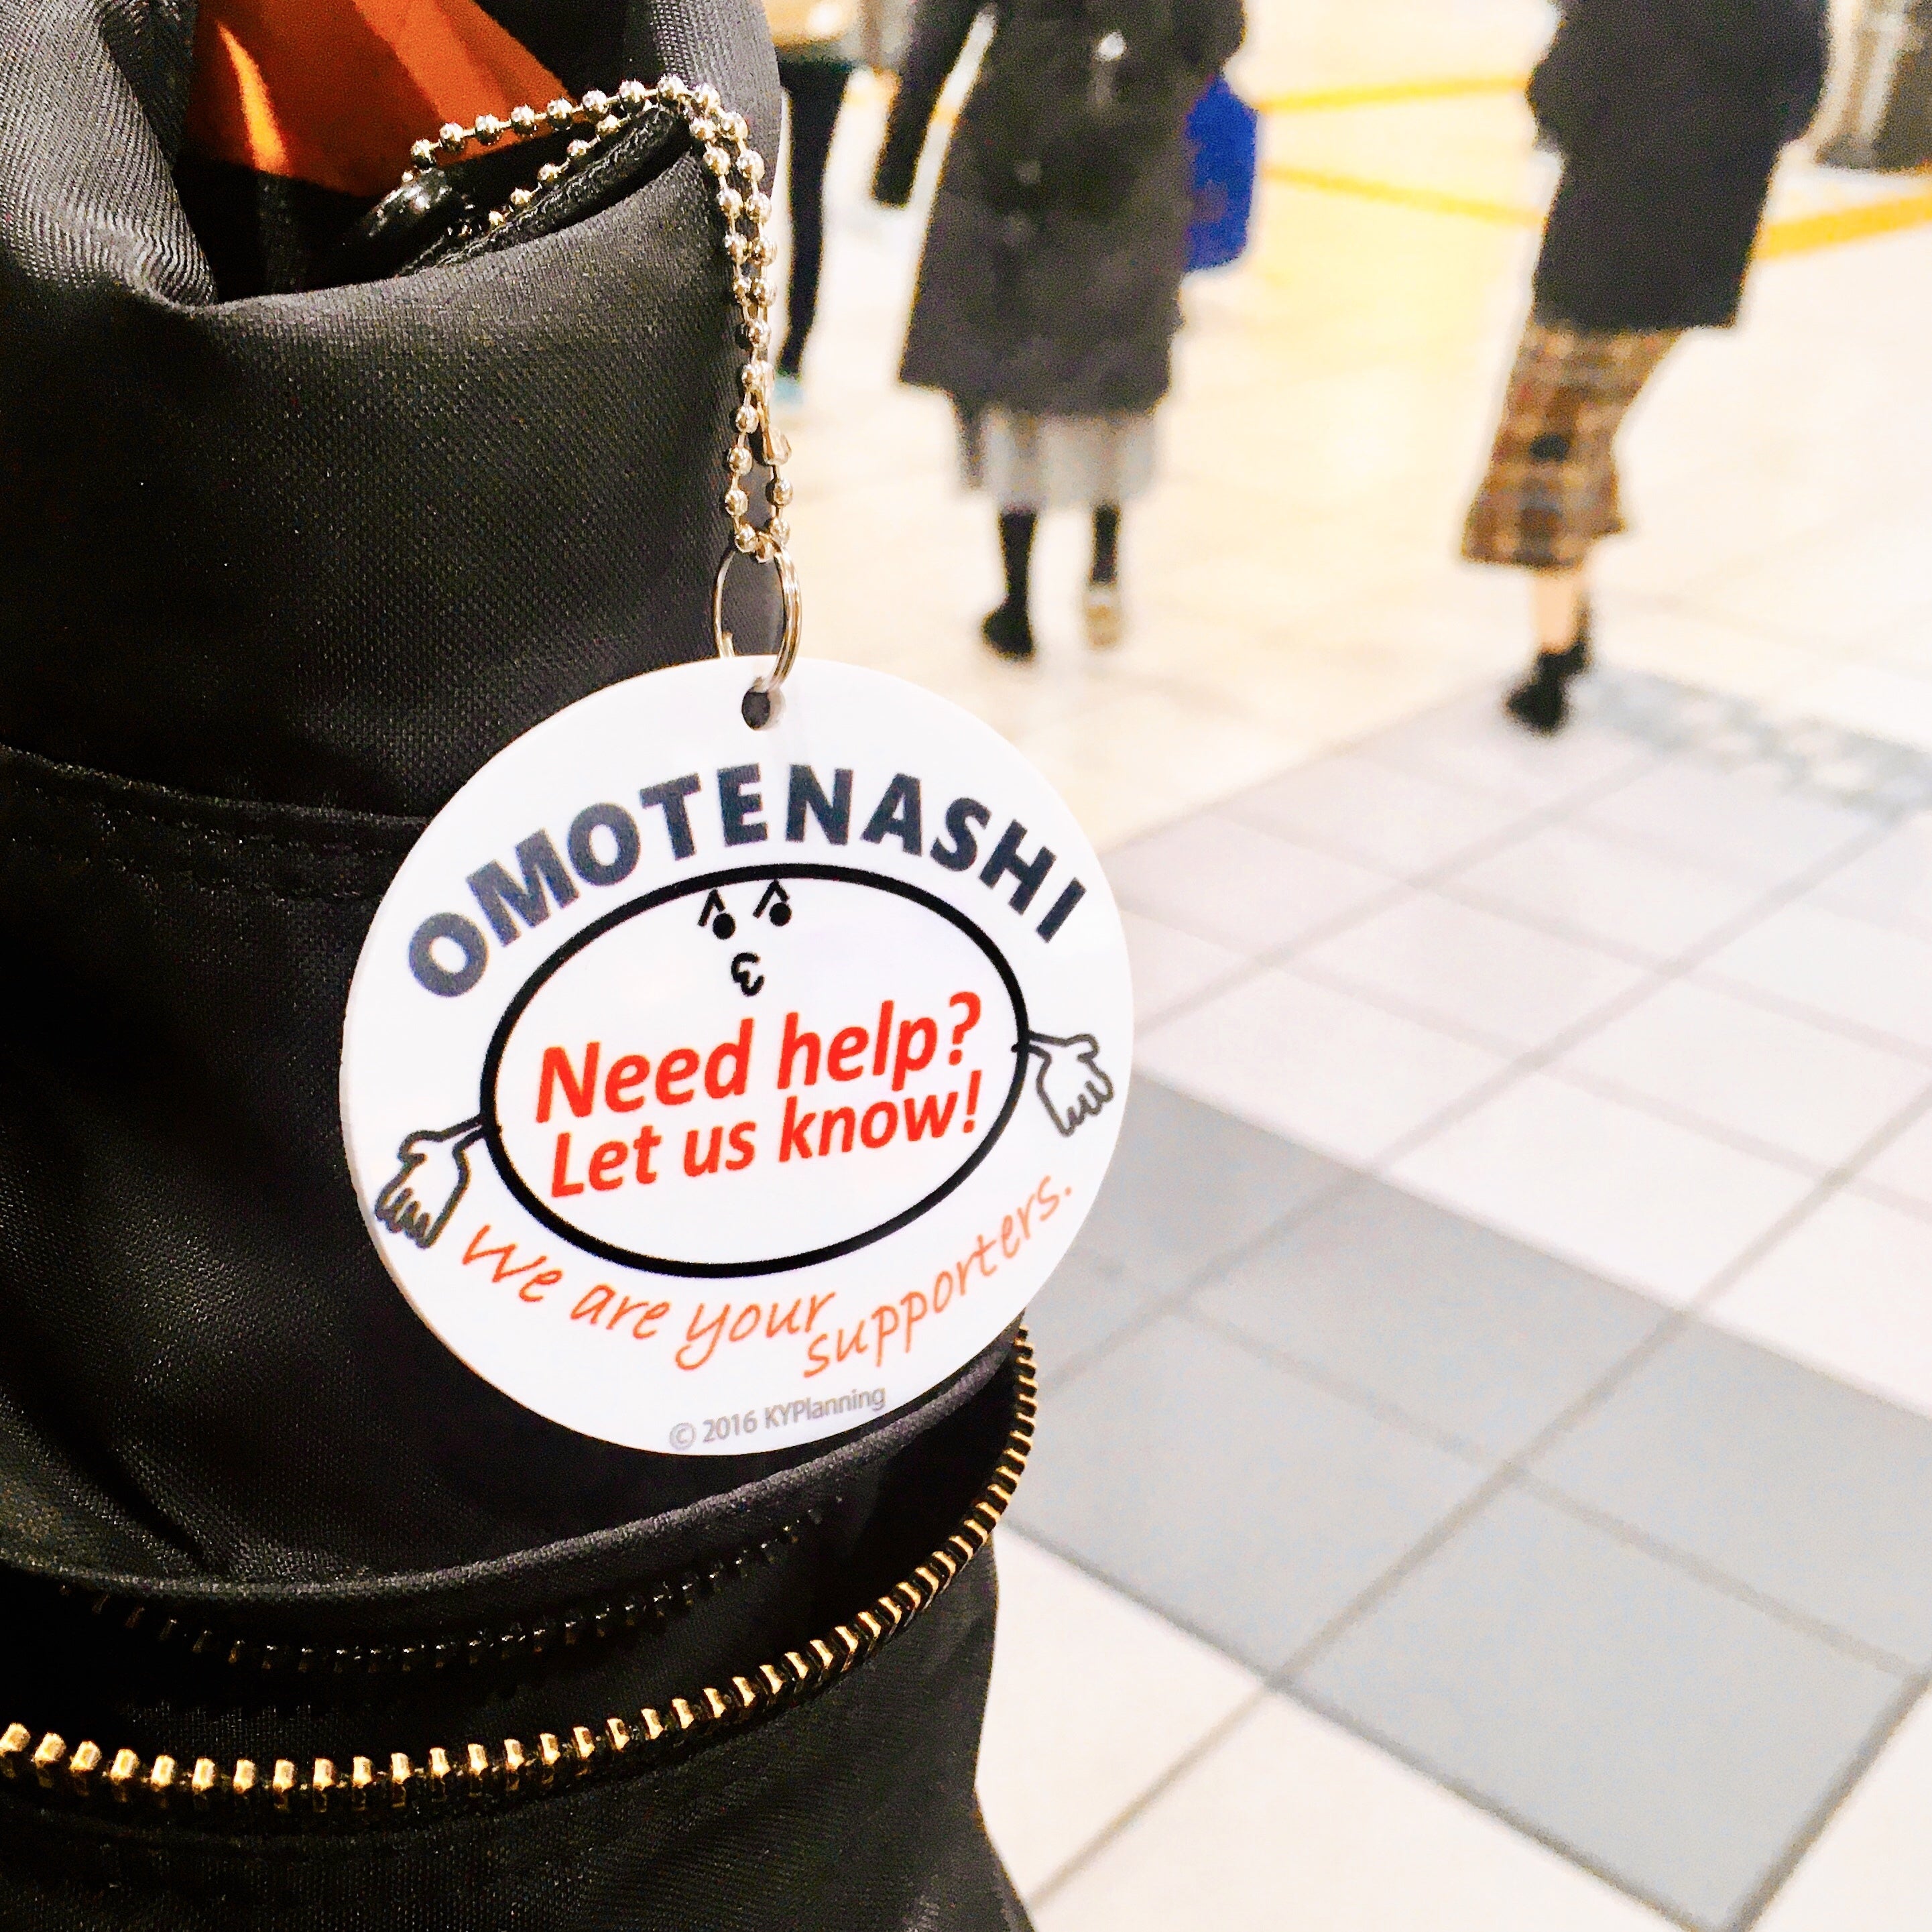 OMOTENASHI
Need help?
Let us know!
We are your
supporters.
© 2016 KYPlanning